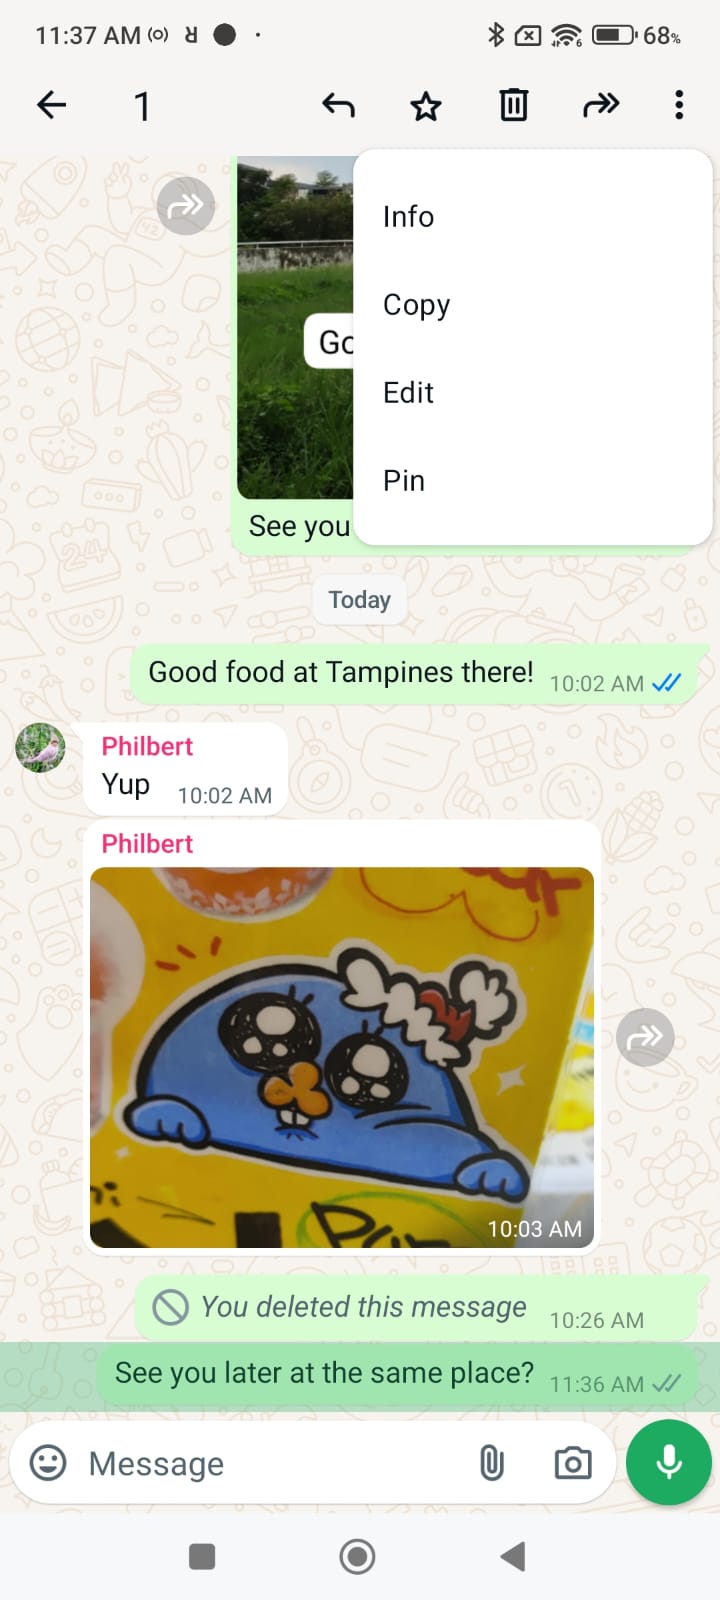 11:37 AM
68%
1
Info
Copy
Edit
Pin
See you
Today
Good food at Tampines there! 10:02 AM
Philbert
Yup 10:02 AM
Philbert
10:03 AM
You deleted this message 10:26 AM
See you later at the same place? 11:36 AM
Message